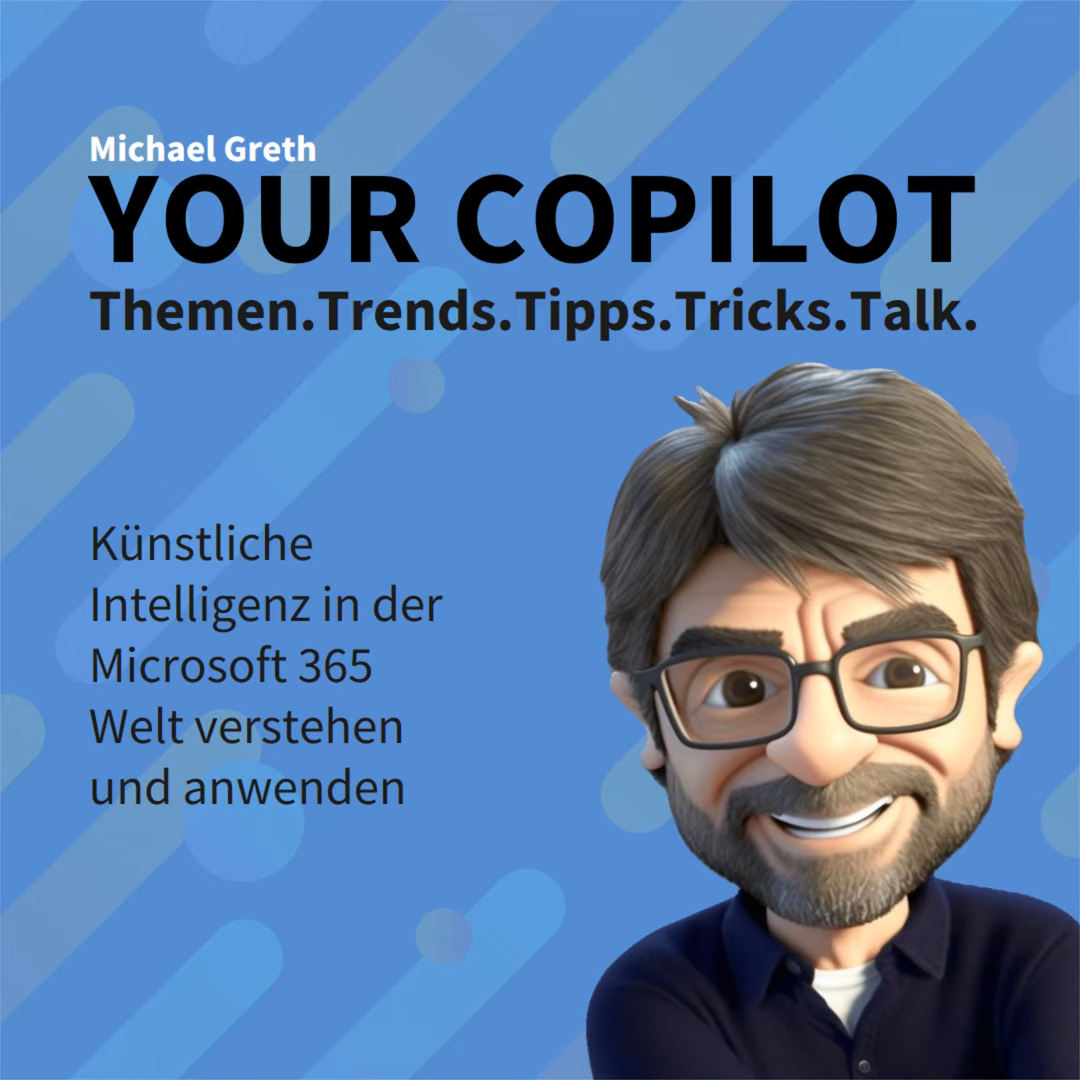 Michael Greth
YOUR COPILOT
Themen.Trends.Tipps.Tricks.Talk.
Künstliche
Intelligenz in der
Microsoft 365
Welt verstehen
und anwenden